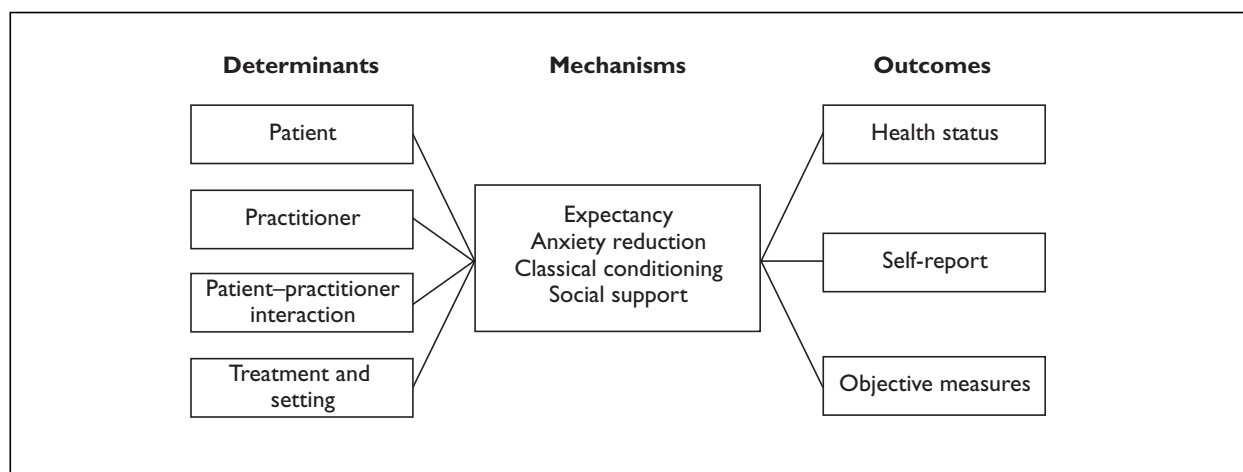 Determinants
Mechanisms
Outcomes
Patient
Practitioner
Patient–practitioner
interaction
Treatment and
setting
Expectancy
Anxiety reduction
Classical conditioning
Social support
Health status
Self-report
Objective measures